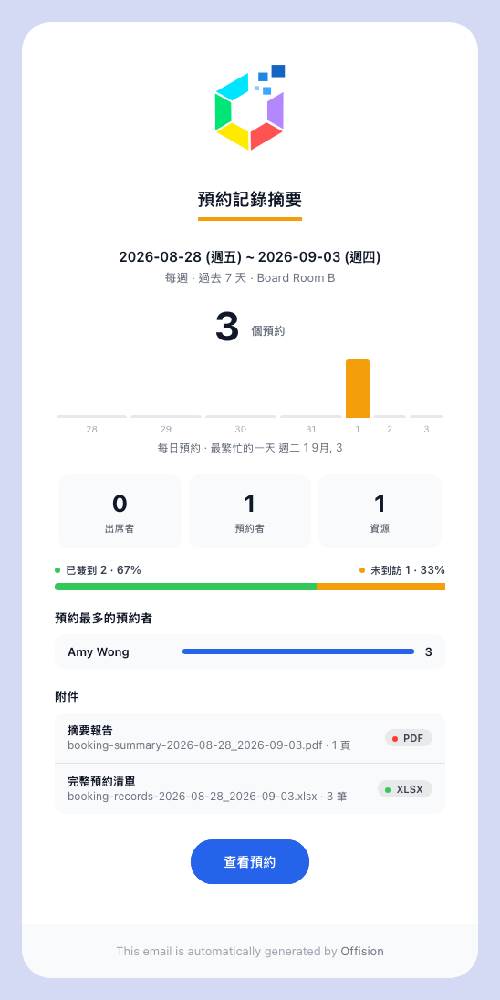 預約記錄摘要
2026-08-28 (週五) ~ 2026-09-03 (週四)
每週 · 過去 7 天 · Board Room B
3 個預約
28 29 30 31 1 2 3
每日預約 · 最繁忙的一天 週二 1 9月, 3
0 1 1
出席者 預約者 資源
已簽到 2 · 67% 未到訪 1 · 33%
預約最多的預約者
Amy Wong 3
附件
摘要報告
booking-summary-2026-08-28_2026-09-03.pdf · 1 頁
PDF
完整預約清單
booking-records-2026-08-28_2026-09-03.xlsx · 3 筆
XLSX
查看預約
This email is automatically generated by Offision